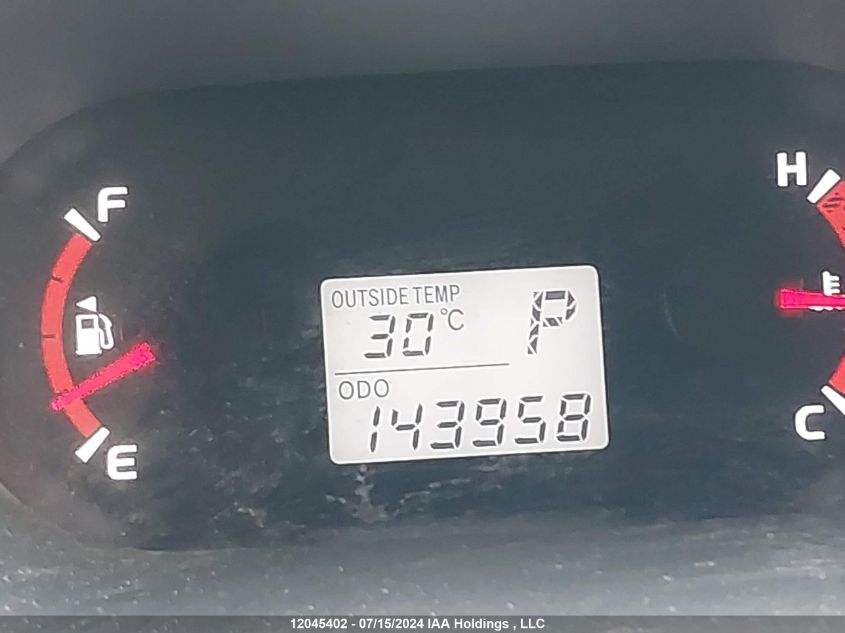 F
H
OUTSIDE TEMP
30°C
P
ODO
143958
E
C
12045402 - 07/15/2024 IAA Holdings , LLC